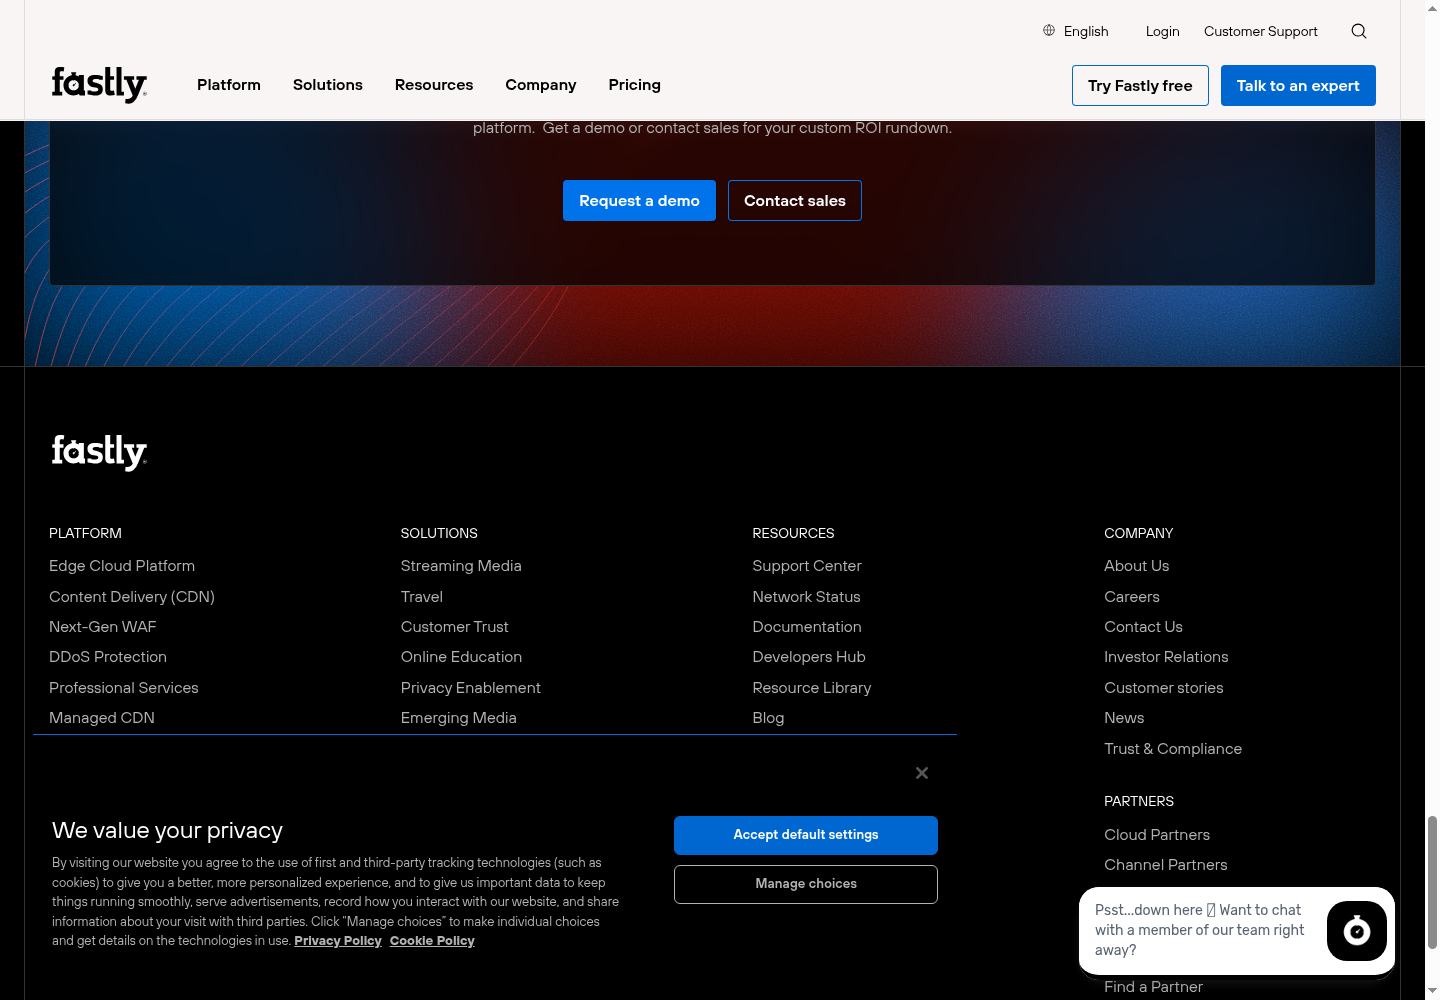 English
Login
Customer Support
fastly
Platform
Solutions
Resources
Company
Pricing
Try Fastly free
Talk to an expert
platform.  Get a demo or contact sales for your custom ROI rundown.
Request a demo
Contact sales
fastly
PLATFORM
Edge Cloud Platform
Content Delivery (CDN)
Next-Gen WAF
DDoS Protection
Professional Services
Managed CDN
SOLUTIONS
Streaming Media
Travel
Customer Trust
Online Education
Privacy Enablement
Emerging Media
RESOURCES
Support Center
Network Status
Documentation
Developers Hub
Resource Library
Blog
COMPANY
About Us
Careers
Contact Us
Investor Relations
Customer stories
News
Trust & Compliance
PARTNERS
Cloud Partners
Channel Partners
Find a Partner
We value your privacy
By visiting our website you agree to the use of first and third-party tracking technologies (such as
cookies) to give you a better, more personalized experience, and to give us important data to keep
things running smoothly, serve advertisements, record how you interact with our website, and share
information about your visit with third parties. Click "Manage choices" to make individual choices
and get details on the technologies in use. Privacy Policy  Cookie Policy
Accept default settings
Manage choices
Psst...down here Want to chat
with a member of our team right
away?